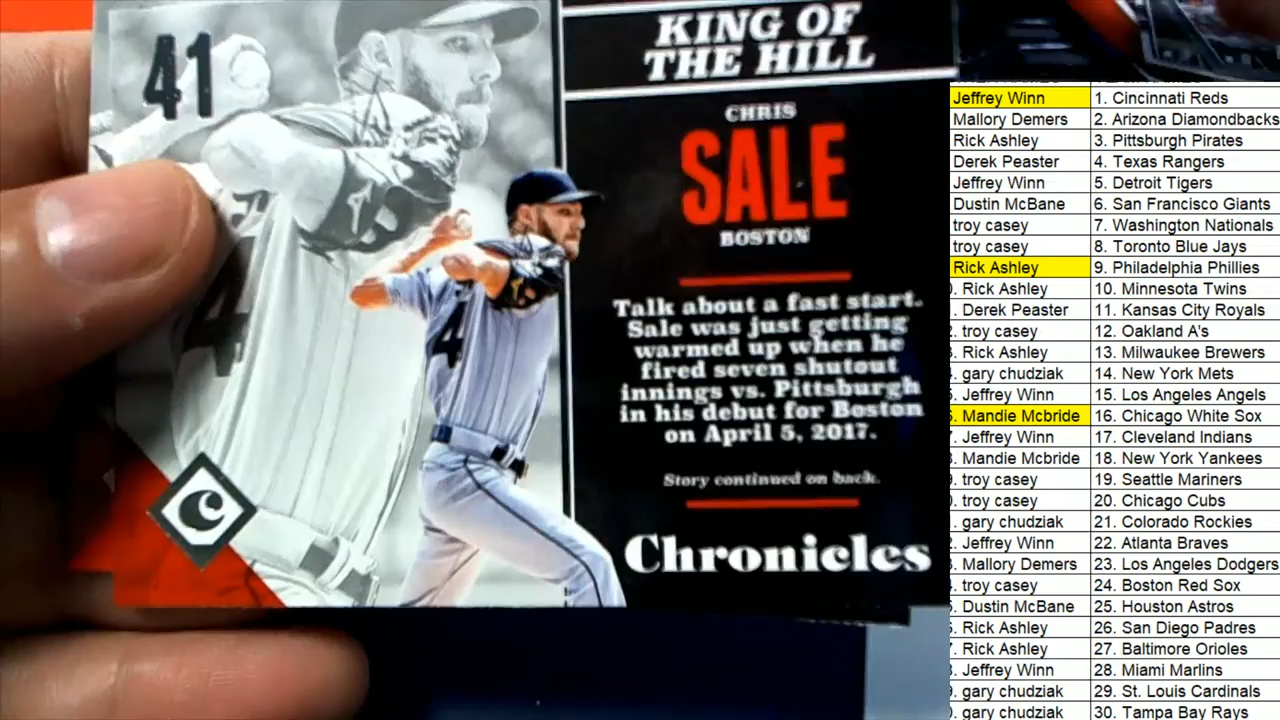 41
KING OF
THE HILL
CHRIS
SALE
BOSTON
Talk about a fast start.
Sale was just getting
warmed up when he
fired seven shutout
innings vs. Pittsburgh
in his debut for Boston
on April 5, 2017.
Story continued on back.
Chronicles
C
4
4
Jeffrey Winn 1. Cincinnati Reds
Mallory Demers 2. Arizona Diamondbacks
Rick Ashley 3. Pittsburgh Pirates
Derek Peaster 4. Texas Rangers
Jeffrey Winn 5. Detroit Tigers
Dustin McBane 6. San Francisco Giants
troy casey 7. Washington Nationals
troy casey 8. Toronto Blue Jays
Rick Ashley 9. Philadelphia Phillies
. Rick Ashley 10. Minnesota Twins
. Derek Peaster 11. Kansas City Royals
. troy casey 12. Oakland A's
. Rick Ashley 13. Milwaukee Brewers
. gary chudziak 14. New York Mets
. Jeffrey Winn 15. Los Angeles Angels
. Mandie Mcbride 16. Chicago White Sox
. Jeffrey Winn 17. Cleveland Indians
. Mandie Mcbride 18. New York Yankees
. troy casey 19. Seattle Mariners
. troy casey 20. Chicago Cubs
. gary chudziak 21. Colorado Rockies
. Jeffrey Winn 22. Atlanta Braves
. Mallory Demers 23. Los Angeles Dodgers
. troy casey 24. Boston Red Sox
. Dustin McBane 25. Houston Astros
. Rick Ashley 26. San Diego Padres
. Rick Ashley 27. Baltimore Orioles
. Jeffrey Winn 28. Miami Marlins
. gary chudziak 29. St. Louis Cardinals
. gary chudziak 30. Tampa Bay Rays